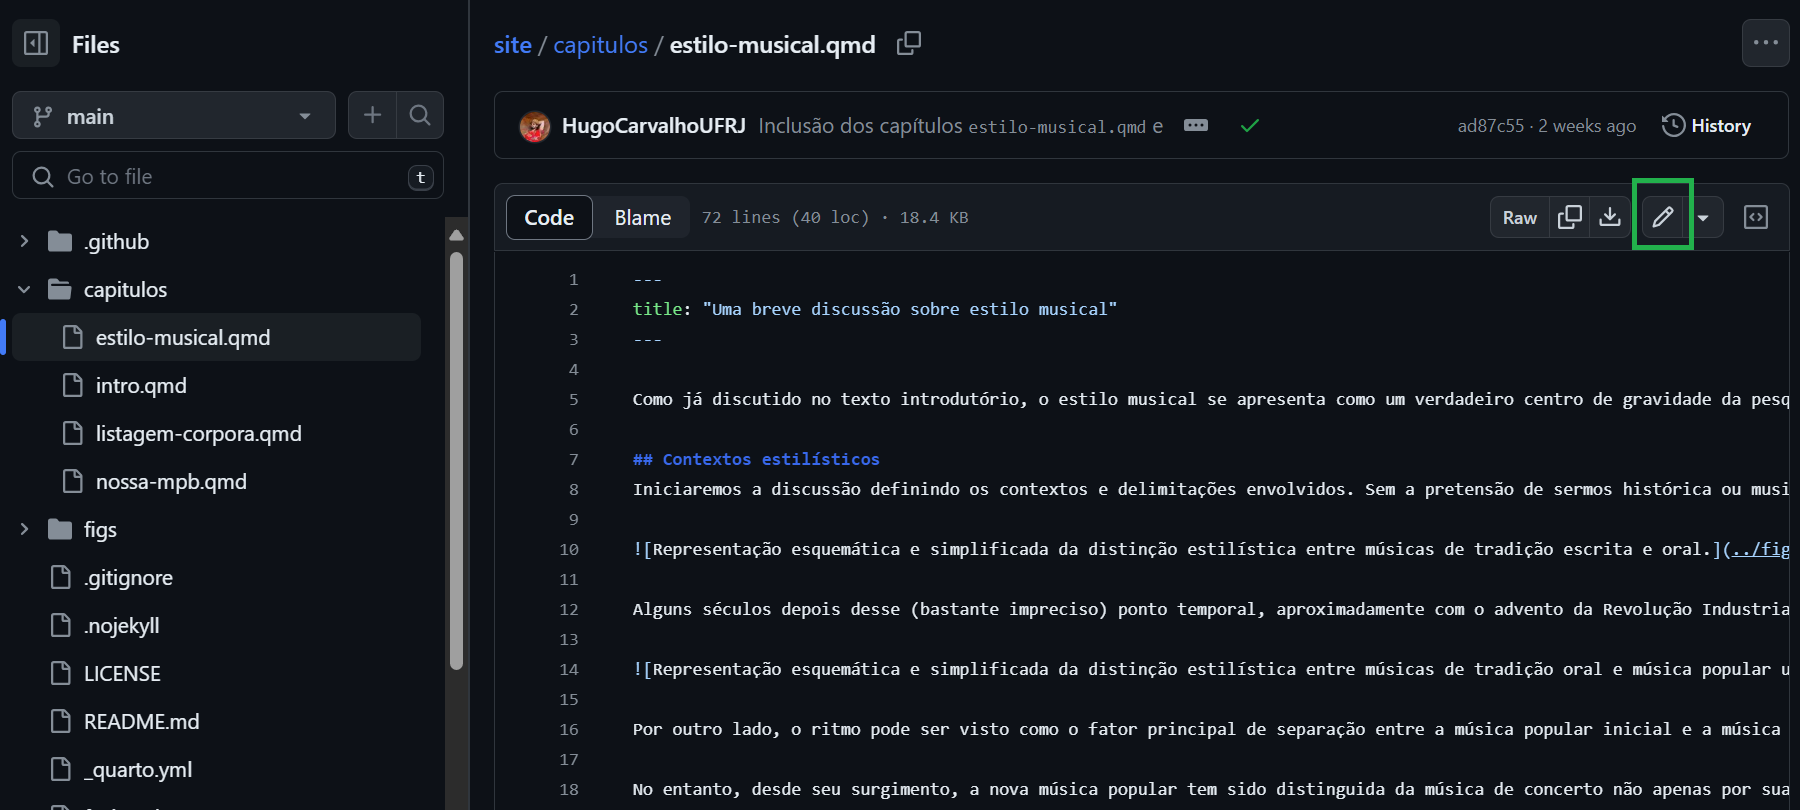 Files
main
Go to file
t
.github
capitulos
estilo-musical.qmd
intro.qmd
listagem-corpora.qmd
nossa-mpb.qmd
figs
.gitignore
.nojekyll
LICENSE
README.md
_quarto.yml
site / capitulos / estilo-musical.qmd
HugoCarvalhoUFRJ Inclusão dos capítulos estilo-musical.qmd e
ad87c55 · 2 weeks ago History
Code Blame 72 lines (40 loc) · 18.4 KB Raw
1 ---
2 title: "Uma breve discussão sobre estilo musical"
3 ---
4
5 Como já discutido no texto introdutório, o estilo musical se apresenta como um verdadeiro centro de gravidade da pesq
6
7 ## Contextos estilísticos
8 Iniciaremos a discussão definindo os contextos e delimitações envolvidos. Sem a pretensão de sermos histórica ou musi
9
10 ![Representação esquemática e simplificada da distinção estilística entre músicas de tradição escrita e oral.](../fig
11
12 Alguns séculos depois desse (bastante impreciso) ponto temporal, aproximadamente com o advento da Revolução Industria
13
14 ![Representação esquemática e simplificada da distinção estilística entre músicas de tradição oral e música popular u
15
16 Por outro lado, o ritmo pode ser visto como o fator principal de separação entre a música popular inicial e a música
17
18 No entanto, desde seu surgimento, a nova música popular tem sido distinguida da música de concerto não apenas por sua